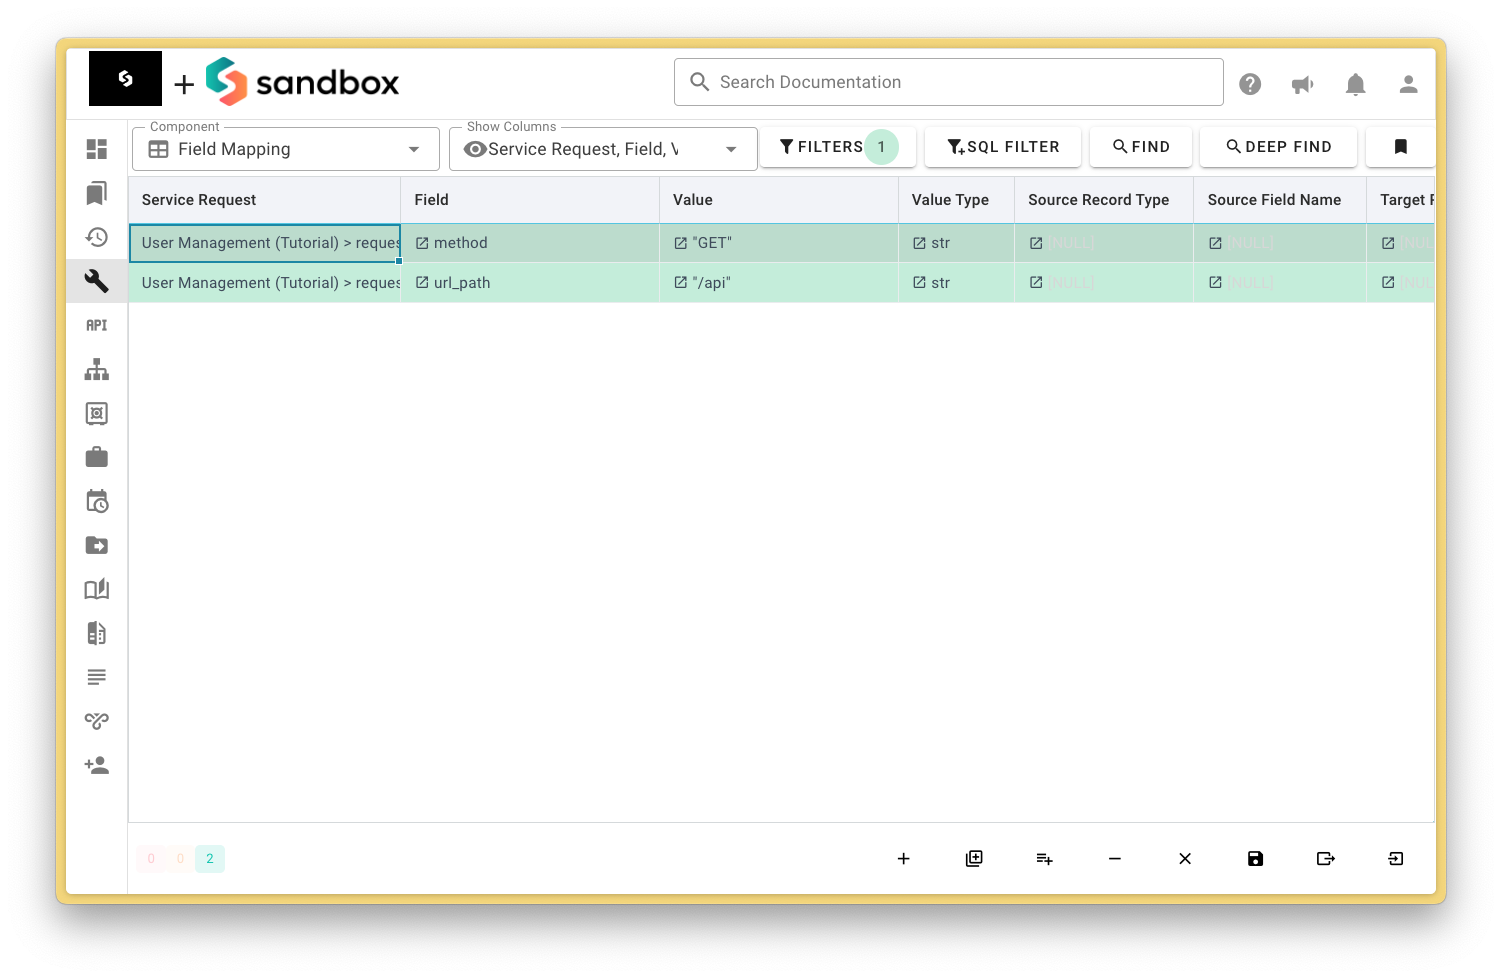 + sandbox
Search Documentation
Component
Field Mapping
Show Columns
Service Request, Field, V
FILTERS 1
SQL FILTER
FIND
DEEP FIND
Service Request Field Value Value Type Source Record Type Source Field Name Target
User Management (Tutorial) > reques method "GET" str [NULL] [NULL] [NUL
User Management (Tutorial) > reques url_path "/api" str [NULL] [NULL] [NUL
API
0 0 2